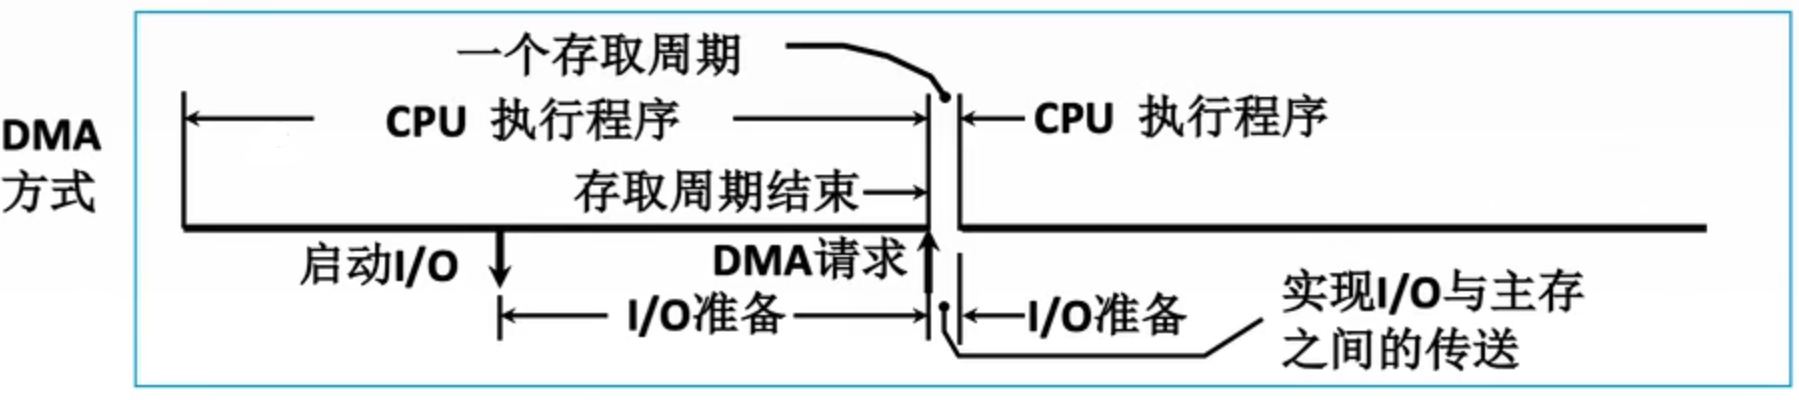 一个存取周期
CPU 执行程序
CPU 执行程序
DMA
方式
存取周期结束
启动I/O
DMA请求
I/O准备
I/O准备
实现I/O与主存
之间的传送